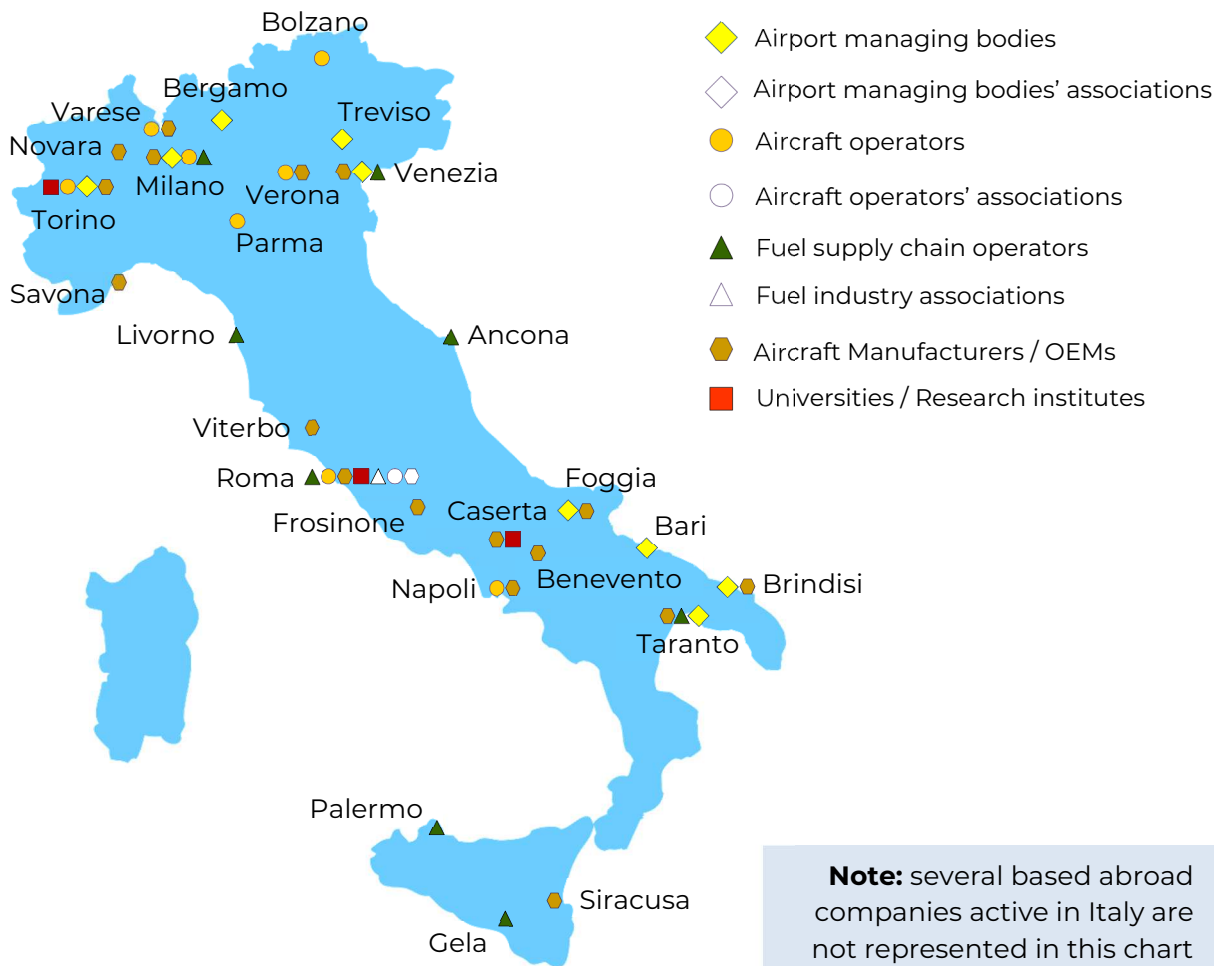 Bolzano
Bergamo
Varese
Treviso
Novara
Milano
Verona
Venezia
Torino
Parma
Savona
Livorno
Ancona
Viterbo
Roma
Foggia
Frosinone
Caserta
Bari
Benevento
Napoli
Brindisi
Taranto
Palermo
Siracusa
Gela
Airport managing bodies
Airport managing bodies’ associations
Aircraft operators
Aircraft operators’ associations
Fuel supply chain operators
Fuel industry associations
Aircraft Manufacturers / OEMs
Universities / Research institutes
Note: several based abroad
companies active in Italy are
not represented in this chart